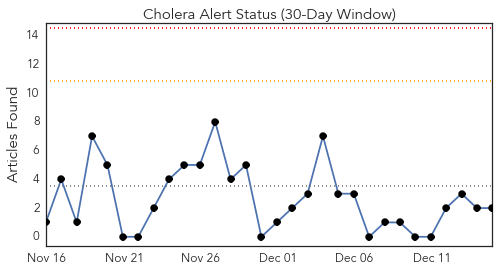 Cholera Alert Status (30-Day Window)
Articles Found
14
12
10
8
6
4
2
0
Nov 16 Nov 21 Nov 26 Dec 01 Dec 06 Dec 11